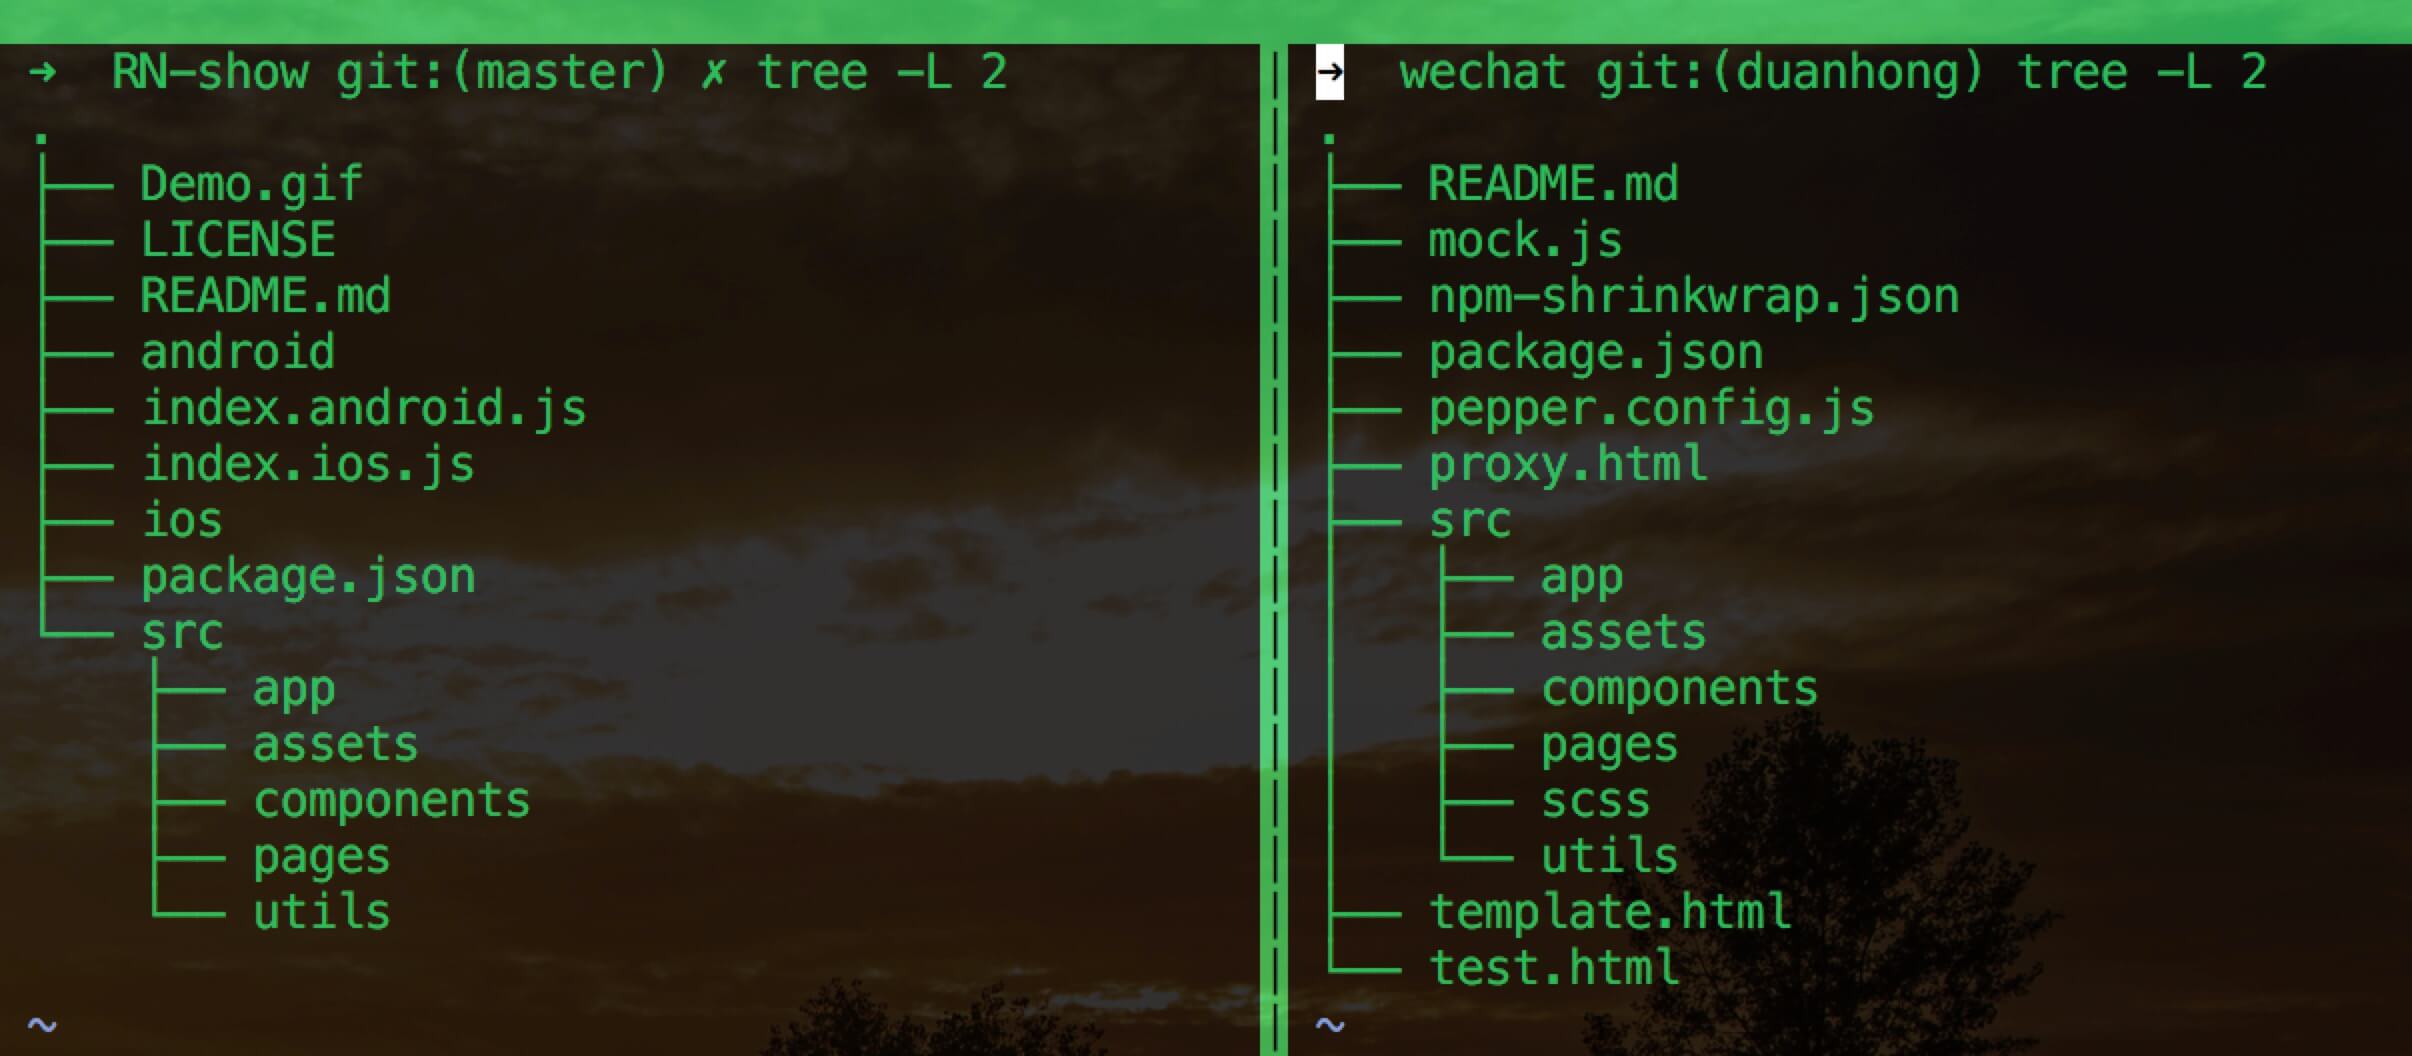 ➜  RN-show git:(master) ✗ tree -L 2
.
├── Demo.gif
├── LICENSE
├── README.md
├── android
├── index.android.js
├── index.ios.js
├── ios
├── package.json
└── src
    ├── app
    ├── assets
    ├── components
    ├── pages
    └── utils
~
➜  wechat git:(duanhong) tree -L 2
.
├── README.md
├── mock.js
├── npm-shrinkwrap.json
├── package.json
├── pepper.config.js
├── proxy.html
├── src
│   ├── app
│   ├── assets
│   ├── components
│   ├── pages
│   ├── scss
│   └── utils
├── template.html
└── test.html
~